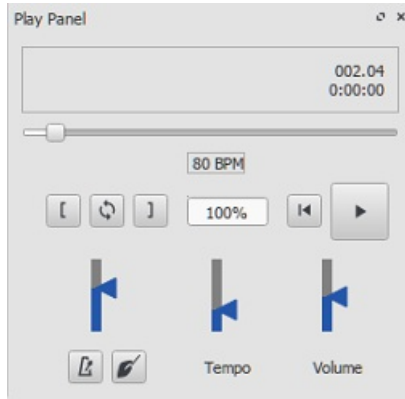 Play Panel
002.04
0:00:00
80 BPM
[ ] 100%
Tempo Volume